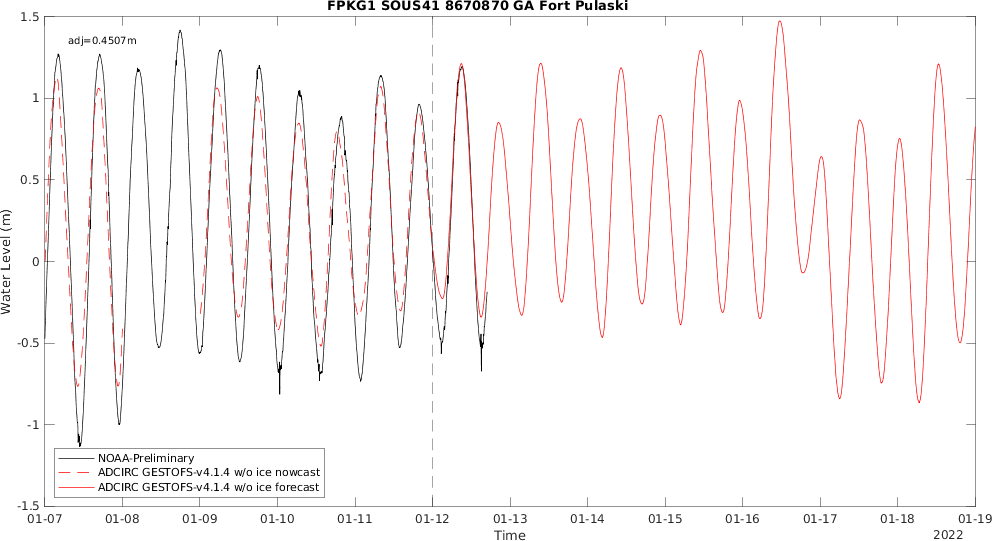 FPKG1 SOUS41 8670870 GA Fort Pulaski
1.5
adj=0.4507m
1
0.5
0
-0.5
-1
-1.5
Water Level (m)
NOAA-Preliminary
ADCIRC GESTOFS-v4.1.4 w/o ice nowcast
ADCIRC GESTOFS-v4.1.4 w/o ice forecast
01-07 01-08 01-09 01-10 01-11 01-12 01-13 01-14 01-15 01-16 01-17 01-18 01-19
Time
2022